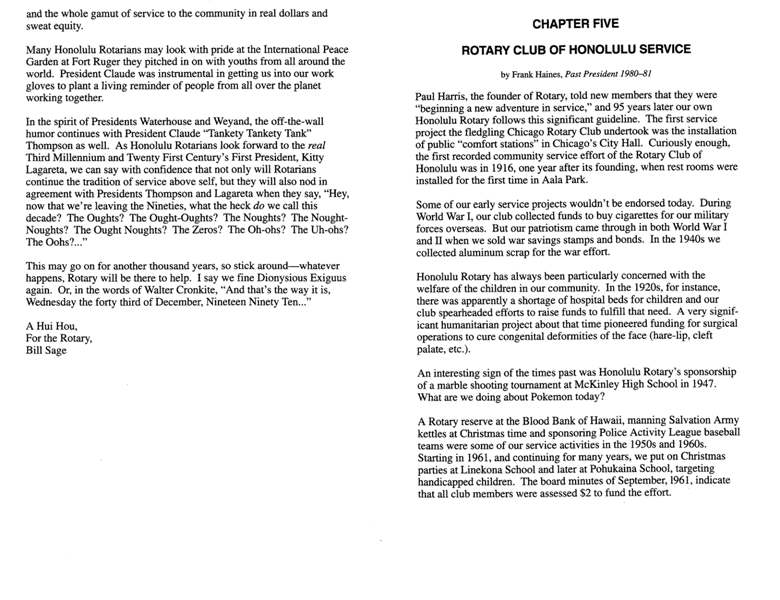 and the whole gamut of service to the community in real dollars and
sweat equity.
Many Honolulu Rotarians may look with pride at the International Peace
Garden at Fort Ruger they pitched in on with youths from all around the
world. President Claude was instrumental in getting us into our work
gloves to plant a living reminder of people from all over the planet
working together.
In the spirit of Presidents Waterhouse and Weyand, the off-the-wall
humor continues with President Claude “Tankety Tankety Tank”
Thompson as well. As Honolulu Rotarians look forward to the real
Third Millennium and Twenty First Century's First President, Kitty
Lagareta, we can say with confidence that not only will Rotarians
continue the tradition of service above self, but they will also nod in
agreement with Presidents Thompson and Lagareta when they say, “Hey,
now that we're leaving the Nineties, what the heck do we call this
decade? The Oughts? The Ought-Oughts? The Noughts? The Nought-
Noughts? The Ought Noughts? The Zeros? The Oh-ohs? The Uh-ohs?
The Oohs?...”
This may go on for another thousand years, so stick around—whatever
happens, Rotary will be there to help. I say we fine Dionysious Exiguus
again. Or, in the words of Walter Cronkite, “And that's the way it is,
Wednesday the forty third of December, Nineteen Ninety Ten...”
A Hui Hou,
For the Rotary,
Bill Sage
CHAPTER FIVE
ROTARY CLUB OF HONOLULU SERVICE
by Frank Haines, Past President 1980–81
Paul Harris, the founder of Rotary, told new members that they were
“beginning a new adventure in service,” and 95 years later our own
Honolulu Rotary follows this significant guideline. The first service
project the fledgling Chicago Rotary Club undertook was the installation
of public “comfort stations” in Chicago's City Hall. Curiously enough,
the first recorded community service effort of the Rotary Club of
Honolulu was in 1916, one year after its founding, when rest rooms were
installed for the first time in Aala Park.
Some of our early service projects wouldn't be endorsed today. During
World War I, our club collected funds to buy cigarettes for our military
forces overseas. But our patriotism came through in both World War I
and II when we sold war savings stamps and bonds. In the 1940s we
collected aluminum scrap for the war effort.
Honolulu Rotary has always been particularly concerned with the
welfare of the children in our community. In the 1920s, for instance,
there was apparently a shortage of hospital beds for children and our
club spearheaded efforts to raise funds to fulfill that need. A very signif-
icant humanitarian project about that time pioneered funding for surgical
operations to cure congenital deformities of the face (hare-lip, cleft
palate, etc.).
An interesting sign of the times past was Honolulu Rotary's sponsorship
of a marble shooting tournament at McKinley High School in 1947.
What are we doing about Pokemon today?
A Rotary reserve at the Blood Bank of Hawaii, manning Salvation Army
kettles at Christmas time and sponsoring Police Activity League baseball
teams were some of our service activities in the 1950s and 1960s.
Starting in 1961, and continuing for many years, we put on Christmas
parties at Linekona School and later at Pohukaina School, targeting
handicapped children. The board minutes of September, 1961, indicate
that all club members were assessed $2 to fund the effort.